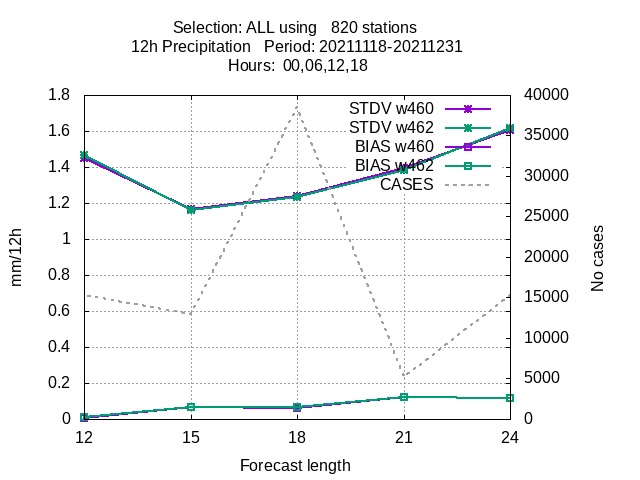 Selection: ALL using   820 stations
12h Precipitation   Period: 20211118-20211231
Hours:  00,06,12,18
1.8
1.6
1.4
1.2
1
0.8
0.6
0.4
0.2
0
mm/12h
STDV w460
STDV w462
BIAS w460
BIAS w462
CASES
40000
35000
30000
25000
20000
15000
10000
5000
0
No cases
12 15 18 21 24
Forecast length